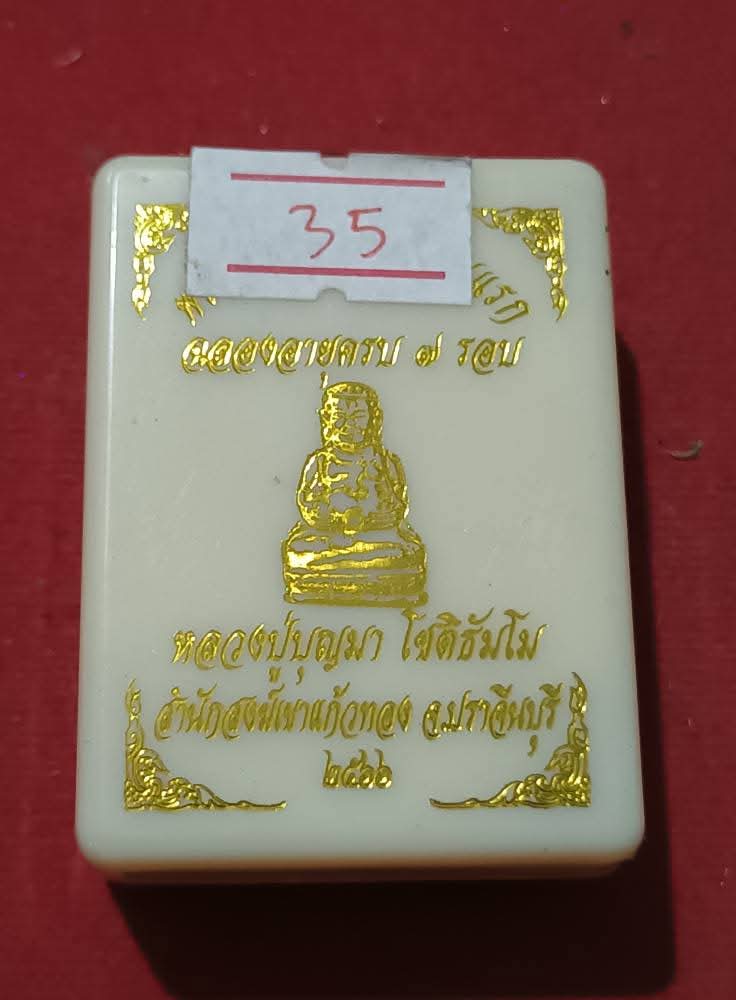 35
ฉลองอายุครบ ๗ รอบ
หลวงปู่บุญมา โชติธัมโม
สำนักสงฆ์เขาแก้วทอง จ.ปราจีนบุรี
๒๕๖๖